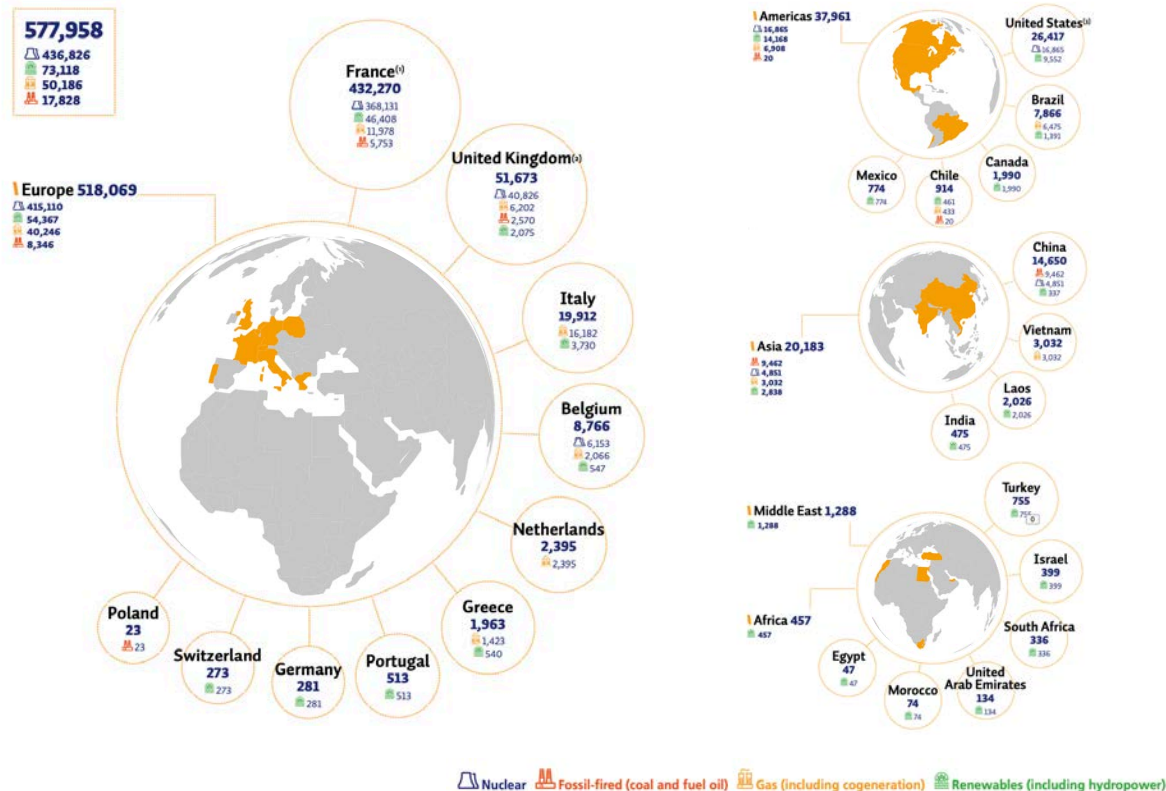 577,958
436,826
73,118
50,186
17,828
Europe 518,069
415,110
54,367
40,246
8,346
France(1)
432,270
368,131
46,408
11,978
5,753
United Kingdom(2)
51,673
40,826
6,202
2,570
2,075
Italy
19,912
16,182
3,730
Belgium
8,766
6,153
2,066
547
Netherlands
2,395
2,395
Greece
1,963
1,423
540
Portugal
513
513
Germany
281
281
Switzerland
273
273
Poland
23
23
Americas 37,961
16,865
14,168
6,908
20
United States(3)
26,417
16,865
9,552
Brazil
7,866
6,475
1,391
Canada
1,990
1,990
Chile
914
461
433
20
Mexico
774
774
Asia 20,183
9,462
4,851
3,032
2,838
China
14,650
9,462
4,851
337
Vietnam
3,032
3,032
Laos
2,026
2,026
India
475
475
Middle East 1,288
1,288
Africa 457
457
Turkey
755
755
0
Israel
399
399
South Africa
336
336
United
Arab Emirates
134
134
Morocco
74
74
Egypt
47
47
Nuclear Fossil-fired (coal and fuel oil) Gas (including cogeneration) Renewables (including hydropower)